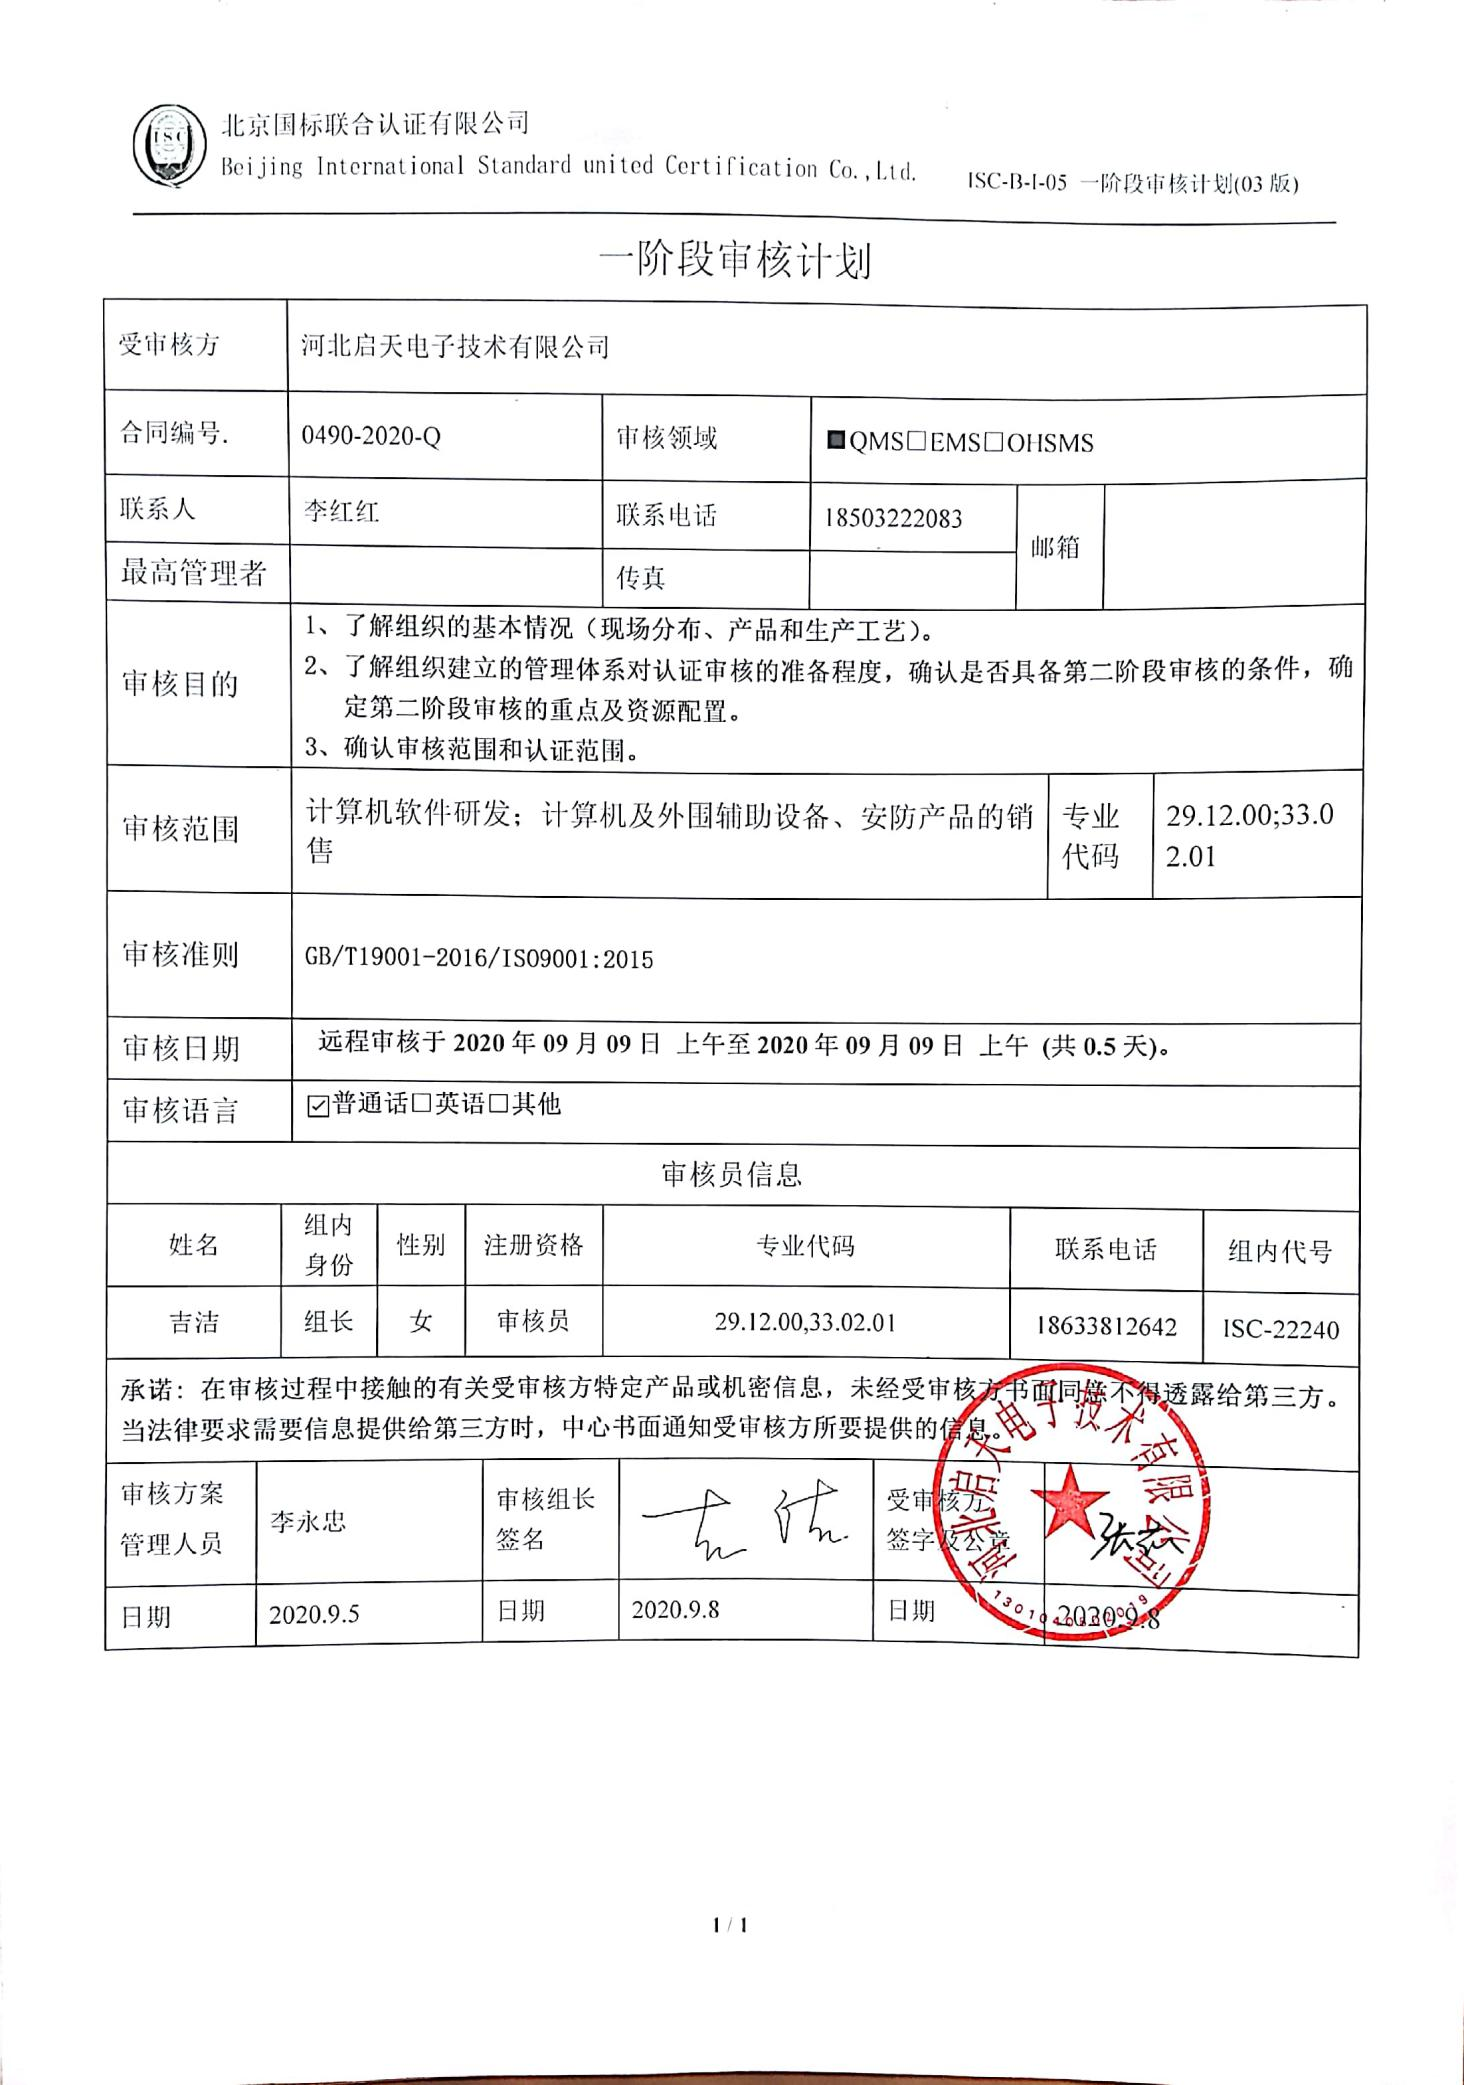 ISC
北京国标联合认证有限公司
Beijing International Standard united Certification Co.,Ltd.
ISC-B-I-05 一阶段审核计划(03 版)
一阶段审核计划
受审核方 河北启天电子技术有限公司
合同编号. 0490-2020-Q 审核领域 ■QMS□EMS□OHSMS
联系人 李红红 联系电话 18503222083 邮箱
最高管理者 传真
审核目的
1、了解组织的基本情况（现场分布、产品和生产工艺）。
2、了解组织建立的管理体系对认证审核的准备程度，确认是否具备第二阶段审核的条件，确
定第二阶段审核的重点及资源配置。
3、确认审核范围和认证范围。
审核范围
计算机软件研发；计算机及外围辅助设备、安防产品的销
售
专业
代码
29.12.00;33.0
2.01
审核准则 GB/T19001-2016/ISO9001:2015
审核日期 远程审核于 2020 年 09 月 09 日 上午至 2020 年 09 月 09 日 上午 (共 0.5 天)。
审核语言 ☑普通话□英语□其他
审核员信息
姓名 组内
身份 性别 注册资格 专业代码 联系电话 组内代号
吉洁 组长 女 审核员 29.12.00,33.02.01 18633812642 ISC-22240
承诺：在审核过程中接触的有关受审核方特定产品或机密信息，未经受审核方书面同意不得透露给第三方。
当法律要求需要信息提供给第三方时，中心书面通知受审核方所要提供的信息。
审核方案
管理人员
李永忠
审核组长
签名
吉洁
受审核方
签字及公章
河北启天电子技术有限公司
日期 2020.9.5 日期 2020.9.8 日期 2020.9.8
1 / 1